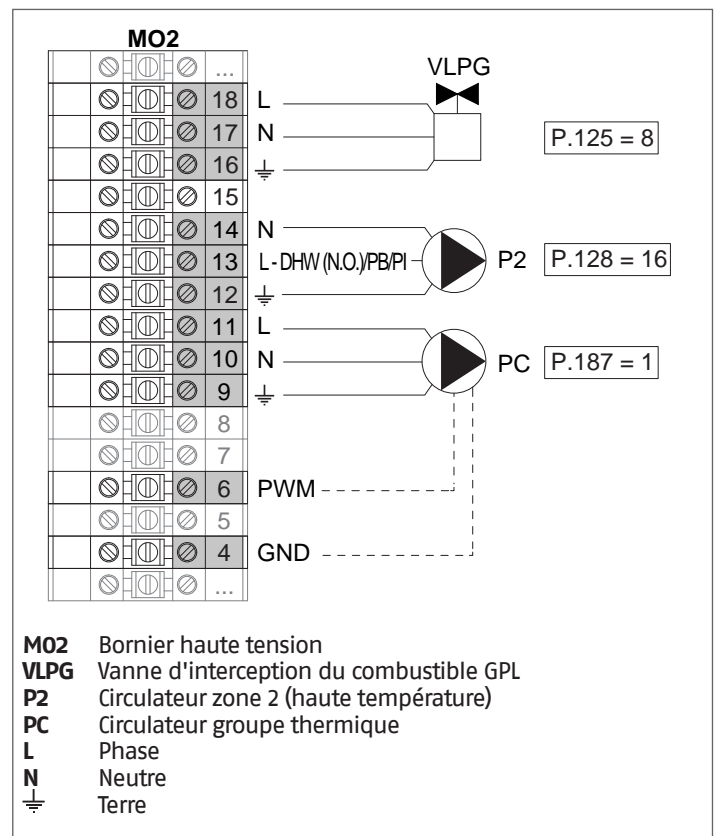 MO2
VLPG
...
18 L
17 N
16 ⏚
15
14 N
13 L - DHW (N.O.)/PB/PI
12 ⏚
11 L
10 N
9 ⏚
8
7
6 PWM
5
4 GND
...
P.125 = 8
P2 P.128 = 16
PC P.187 = 1
M02 Bornier haute tension
VLPG Vanne d'interception du combustible GPL
P2 Circulateur zone 2 (haute température)
PC Circulateur groupe thermique
L Phase
N Neutre
⏚ Terre